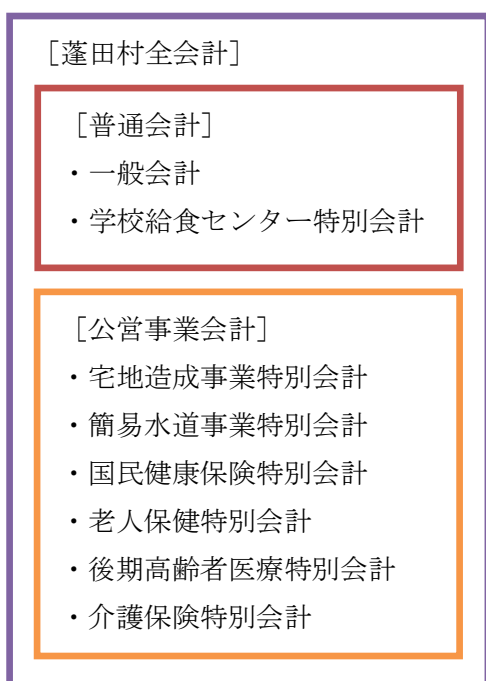 ［蓬田村全会計］
［普通会計］
・一般会計
・学校給食センター特別会計
［公営事業会計］
・宅地造成事業特別会計
・簡易水道事業特別会計
・国民健康保険特別会計
・老人保健特別会計
・後期高齢者医療特別会計
・介護保険特別会計